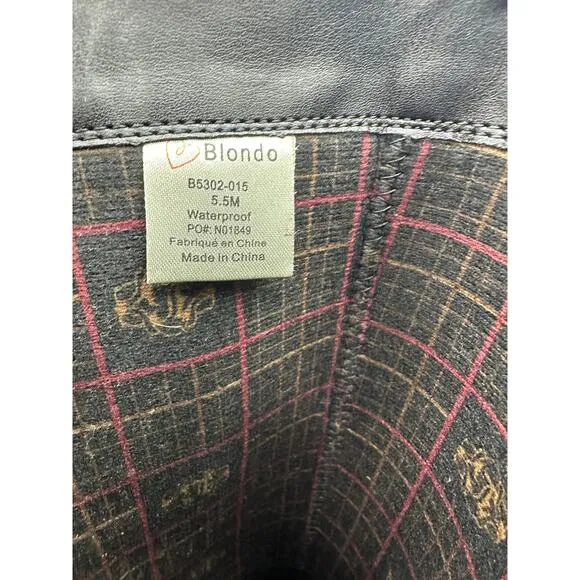 Blondo
B5302-015
5.5M
Waterproof
PO#: N01849
Fabriqué en Chine
Made in China